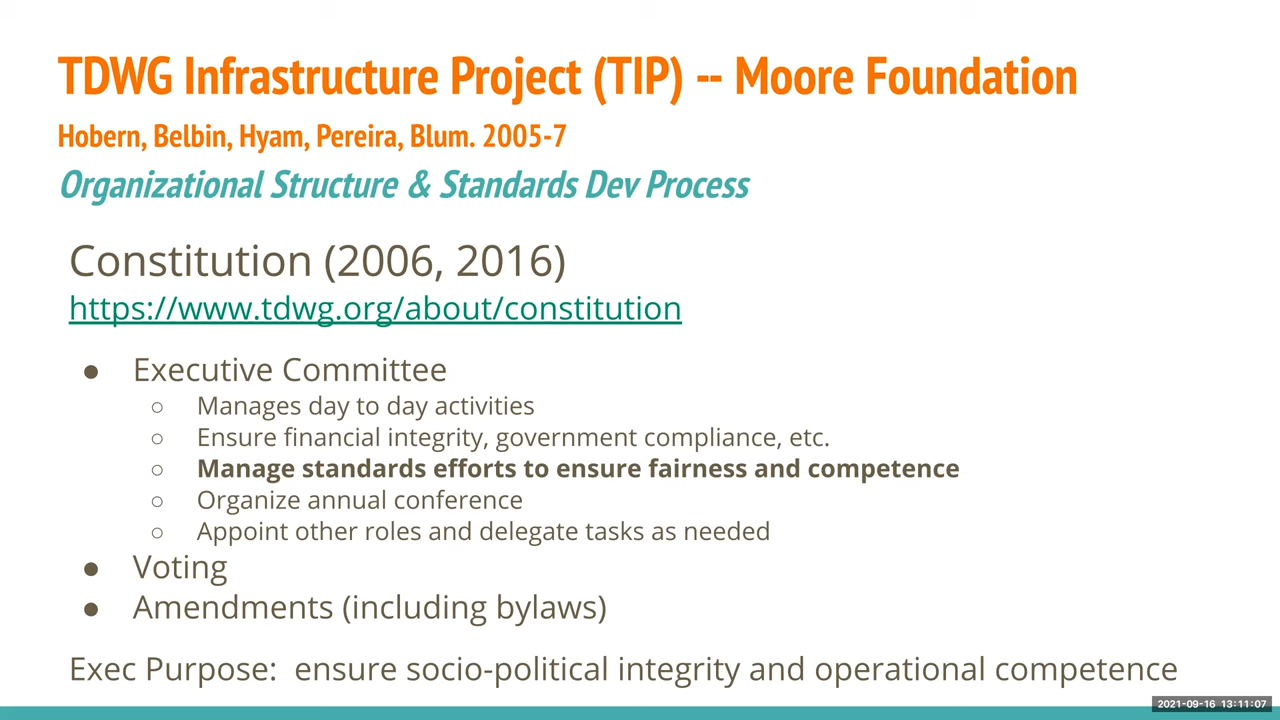 TDWG Infrastructure Project (TIP) -- Moore Foundation
Hobern, Belbin, Hyam, Pereira, Blum. 2005-7
Organizational Structure & Standards Dev Process
Constitution (2006, 2016)
https://www.tdwg.org/about/constitution
● Executive Committee
○ Manages day to day activities
○ Ensure financial integrity, government compliance, etc.
○ Manage standards efforts to ensure fairness and competence
○ Organize annual conference
○ Appoint other roles and delegate tasks as needed
● Voting
● Amendments (including bylaws)
Exec Purpose: ensure socio-political integrity and operational competence
2021-09-16 13:11:07